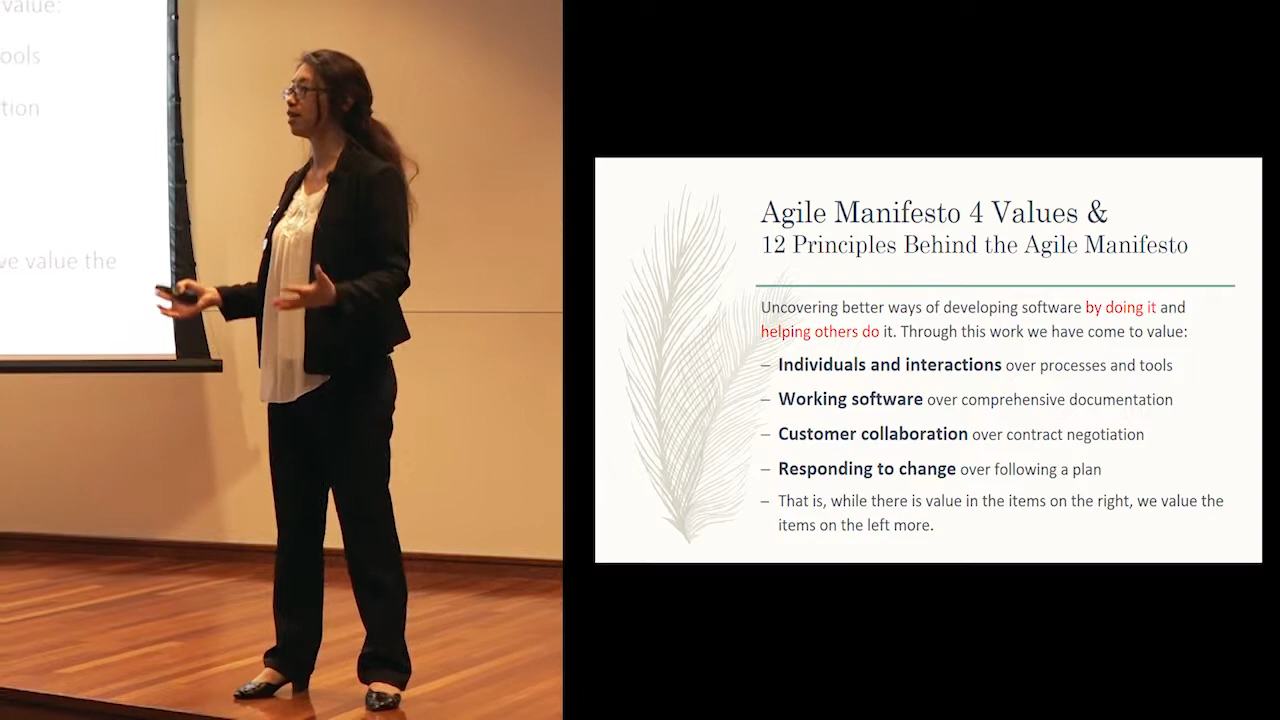 value:
ools
tion
ve value the
Agile Manifesto 4 Values &
12 Principles Behind the Agile Manifesto
Uncovering better ways of developing software by doing it and
helping others do it. Through this work we have come to value:
– Individuals and interactions over processes and tools
– Working software over comprehensive documentation
– Customer collaboration over contract negotiation
– Responding to change over following a plan
– That is, while there is value in the items on the right, we value the
items on the left more.